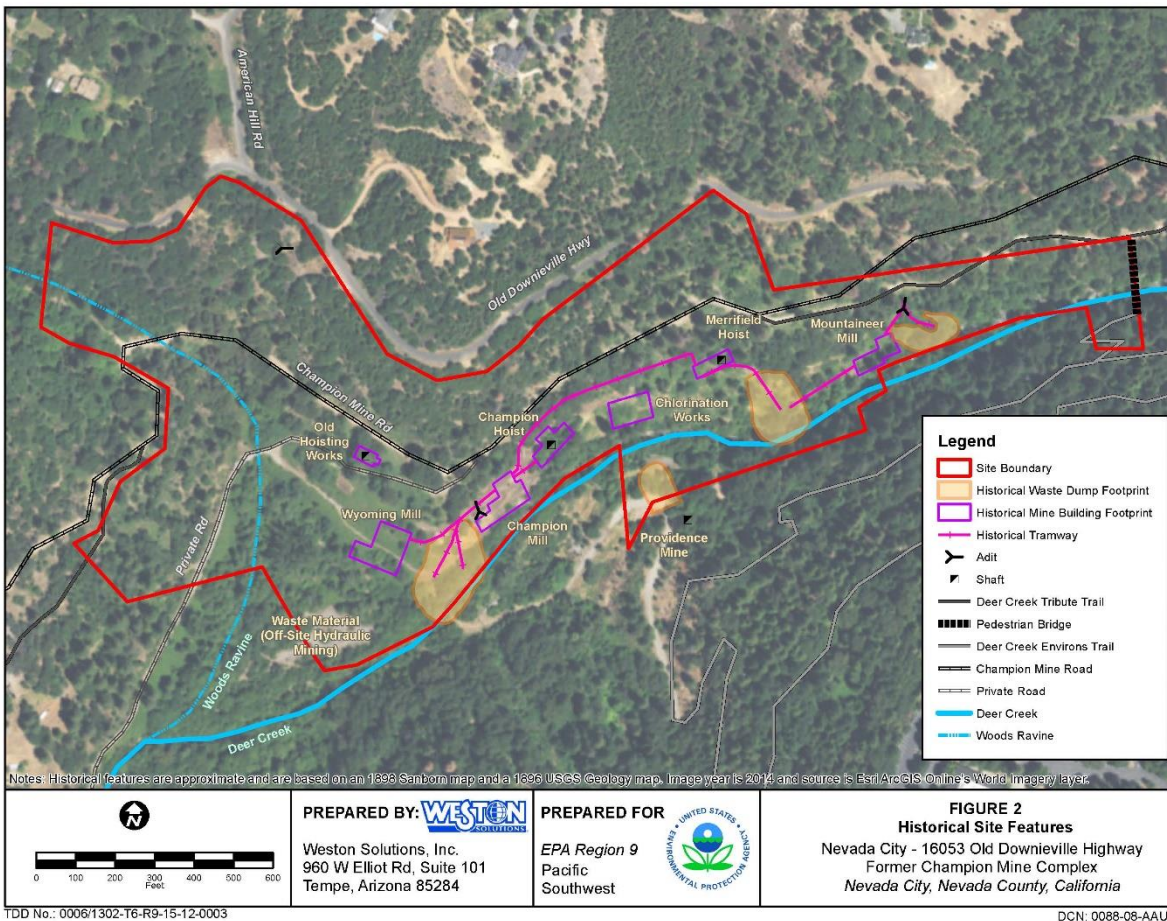 American Hill Rd
Old Downieville Hwy
Merrifield
Hoist
Mountaineer
Mill
Champion Mine Rd
Chlorination
Works
Champion
Hoist
Old
Hoisting
Works
Wyoming Mill
Champion
Mill
Providence
Mine
Private Rd
Waste Material
(Off-Site Hydraulic
Mining)
Woods Ravine
Deer Creek
Legend
Site Boundary
Historical Waste Dump Footprint
Historical Mine Building Footprint
Historical Tramway
Adit
Shaft
Deer Creek Tribute Trail
Pedestrian Bridge
Deer Creek Environs Trail
Champion Mine Road
Private Road
Deer Creek
Woods Ravine
Notes: Historical features are approximate and are based on an 1898 Sanborn map and a 1896 USGS Geology map. Image year is 2014 and source is Esri ArcGIS Online's World Imagery layer.
N
0 100 200 300 400 500 600
Feet
PREPARED BY: WESTON
SOLUTIONS
Weston Solutions, Inc.
960 W Elliot Rd, Suite 101
Tempe, Arizona 85284
PREPARED FOR
EPA Region 9
Pacific
Southwest
UNITED STATES
ENVIRONMENTAL PROTECTION AGENCY
FIGURE 2
Historical Site Features
Nevada City - 16053 Old Downieville Highway
Former Champion Mine Complex
Nevada City, Nevada County, California
TDD No.: 0006/1302-T6-R9-15-12-0003
DCN: 0088-08-AAU